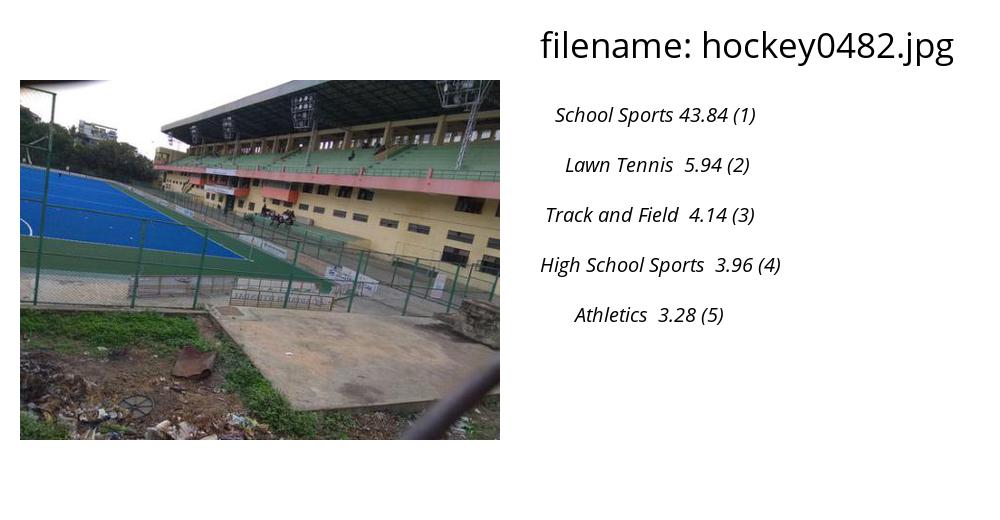 filename: hockey0482.jpg
School Sports 43.84 (1)
Lawn Tennis 5.94 (2)
Track and Field 4.14 (3)
High School Sports 3.96 (4)
Athletics 3.28 (5)